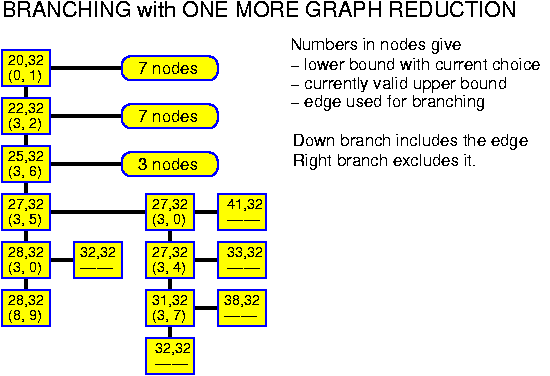 BRANCHING with ONE MORE GRAPH REDUCTION
Numbers in nodes give
– lower bound with current choice
– currently valid upper bound
– edge used for branching
Down branch includes the edge
Right branch excludes it.
20,32
(0, 1)
7 nodes
22,32
(3, 2)
7 nodes
25,32
(3, 6)
3 nodes
27,32
(3, 5)
27,32
(3, 0)
41,32
——
28,32
(3, 0)
32,32
——
27,32
(3, 4)
33,32
——
28,32
(8, 9)
31,32
(3, 7)
38,32
——
32,32
——